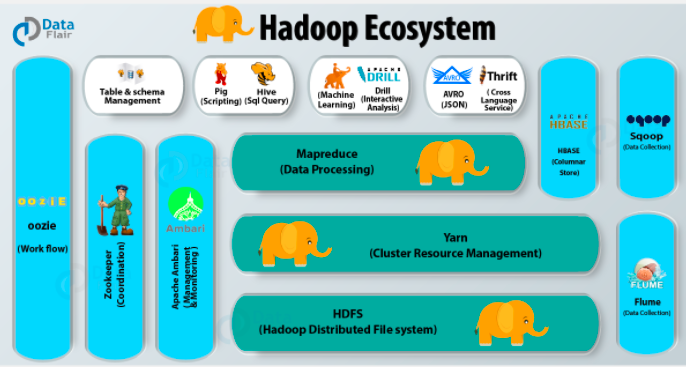 Data
Flair
Hadoop Ecosystem
Table & schema
Management
Pig
(Scripting)
Hive
(Sql Query)
(Machine
Learning)
APACHE
DRILL
Drill
(Interactive
Analysis)
AVRO
AVRO
(JSON)
Thrift
( Cross
Language
Service)
APACHE
HBASE
HBASE
(Columnar
Store)
sqoop
Sqoop
(Data Collection)
OOZIE
oozie
(Work flow)
Zookeeper
(Coordination)
Ambari
Apache Ambari
( Management
& Monitoring )
Mapreduce
(Data Processing)
Yarn
(Cluster Resource Management)
HDFS
(Hadoop Distributed File system)
FLUME
Flume
(Data Collection)